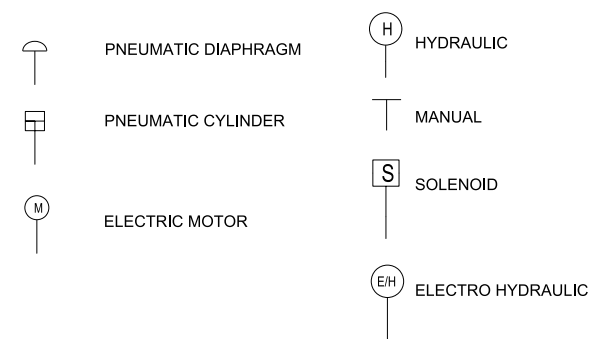 PNEUMATIC DIAPHRAGM
PNEUMATIC CYLINDER
M
ELECTRIC MOTOR
H
HYDRAULIC
MANUAL
S
SOLENOID
E/H
ELECTRO HYDRAULIC